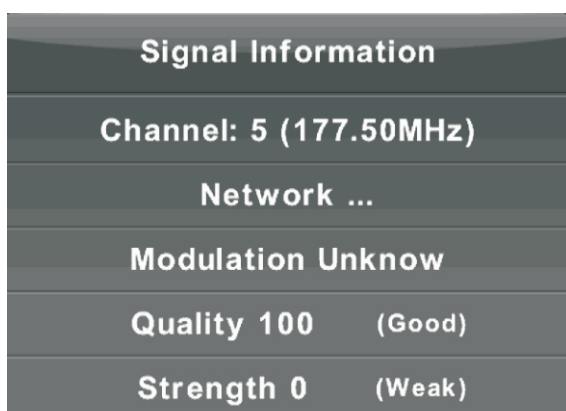 Signal Information
Channel: 5 (177.50MHz)
Network ...
Modulation Unknow
Quality 100 (Good)
Strength 0 (Weak)